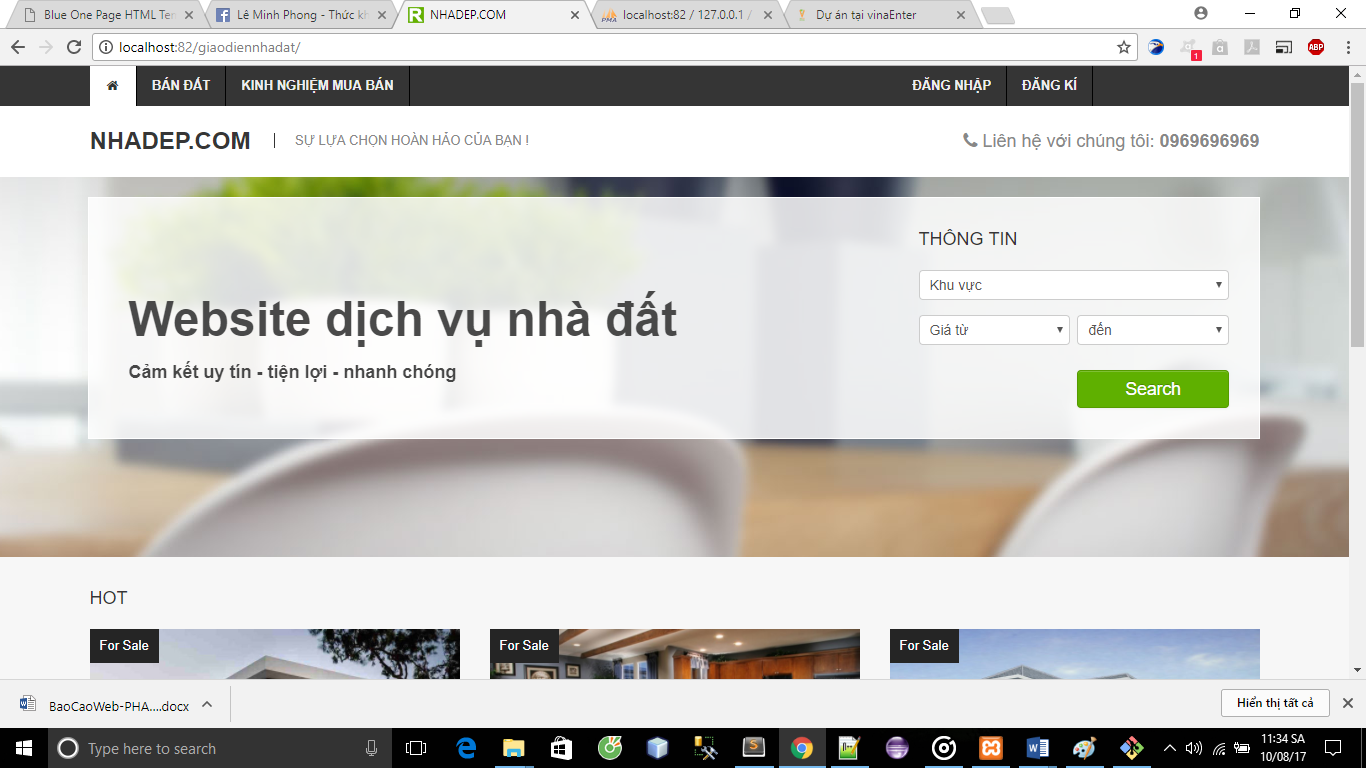 Blue One Page HTML Ten
Lê Minh Phong - Thức kh
NHADEP.COM
localhost:82 / 127.0.0.1 /
Dự án tại vinaEnter
localhost:82/giaodiennhadat/
1
ABP
BÁN ĐẤT
KINH NGHIỆM MUA BÁN
ĐĂNG NHẬP
ĐĂNG KÍ
NHADEP.COM
SỰ LỰA CHỌN HOÀN HẢO CỦA BẠN !
Liên hệ với chúng tôi: 0969696969
THÔNG TIN
Khu vực
Giá từ
đến
Search
Website dịch vụ nhà đất
Cảm kết uy tín - tiện lợi - nhanh chóng
HOT
For Sale
For Sale
For Sale
BaoCaoWeb-PHA....docx
Hiển thị tất cả
Type here to search
11:34 SA
10/08/17